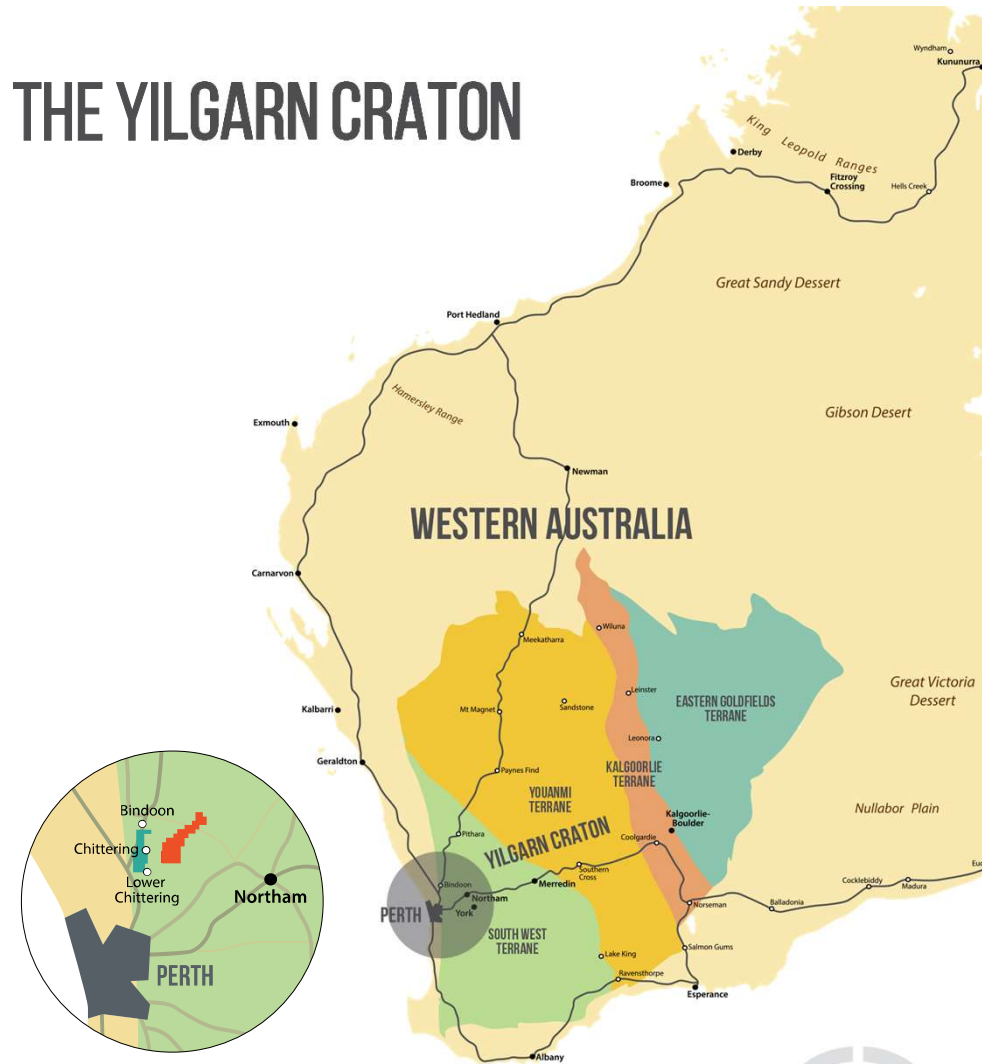 THE YILGARN CRATON
Wyndham
Kununurra
King Leopold Ranges
Derby
Broome
Fitzroy
Crossing
Hells Creek
Great Sandy Dessert
Port Hedland
Hamersley Range
Exmouth
Gibson Desert
Newman
WESTERN AUSTRALIA
Carnarvon
Wiluna
Meekatharra
Leinster
EASTERN GOLDFIELDS
TERRANE
Great Victoria
Dessert
Sandstone
Mt Magnet
Kalbarri
Leonora
Geraldton
KALGOORLIE
TERRANE
Paynes Find
YOUANMI
TERRANE
Nullabor Plain
Kalgoorlie-
Boulder
Pithara
YILGARN CRATON
Coolgardie
Southern
Cross
Merredin
Bindoon
Northam
York
PERTH
Cocklebiddy
Madura
Euc
Balladonia
Norseman
SOUTH WEST
TERRANE
Lake King
Salmon Gums
Ravensthorpe
Esperance
Albany
Bindoon
Chittering
Lower
Chittering
Northam
PERTH